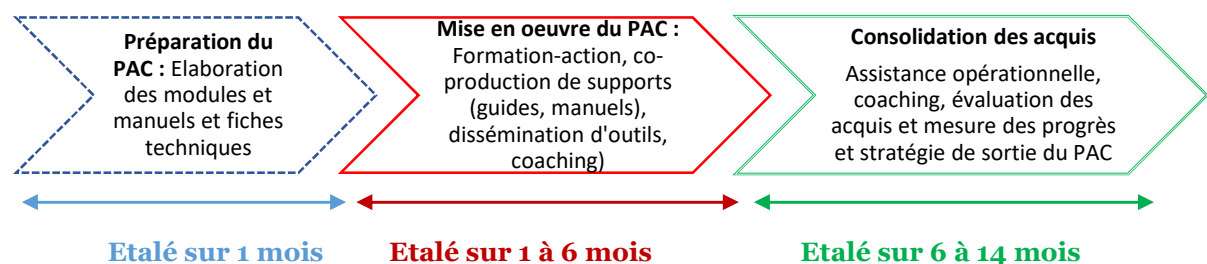 Préparation du
PAC : Elaboration
des modules et
manuels et fiches
techniques
Mise en oeuvre du PAC :
Formation-action, co-
production de supports
(guides, manuels),
dissémination d'outils,
coaching)
Consolidation des acquis
Assistance opérationnelle,
coaching, évaluation des
acquis et mesure des progrès
et stratégie de sortie du PAC
Etalé sur 1 mois
Etalé sur 1 à 6 mois
Etalé sur 6 à 14 mois